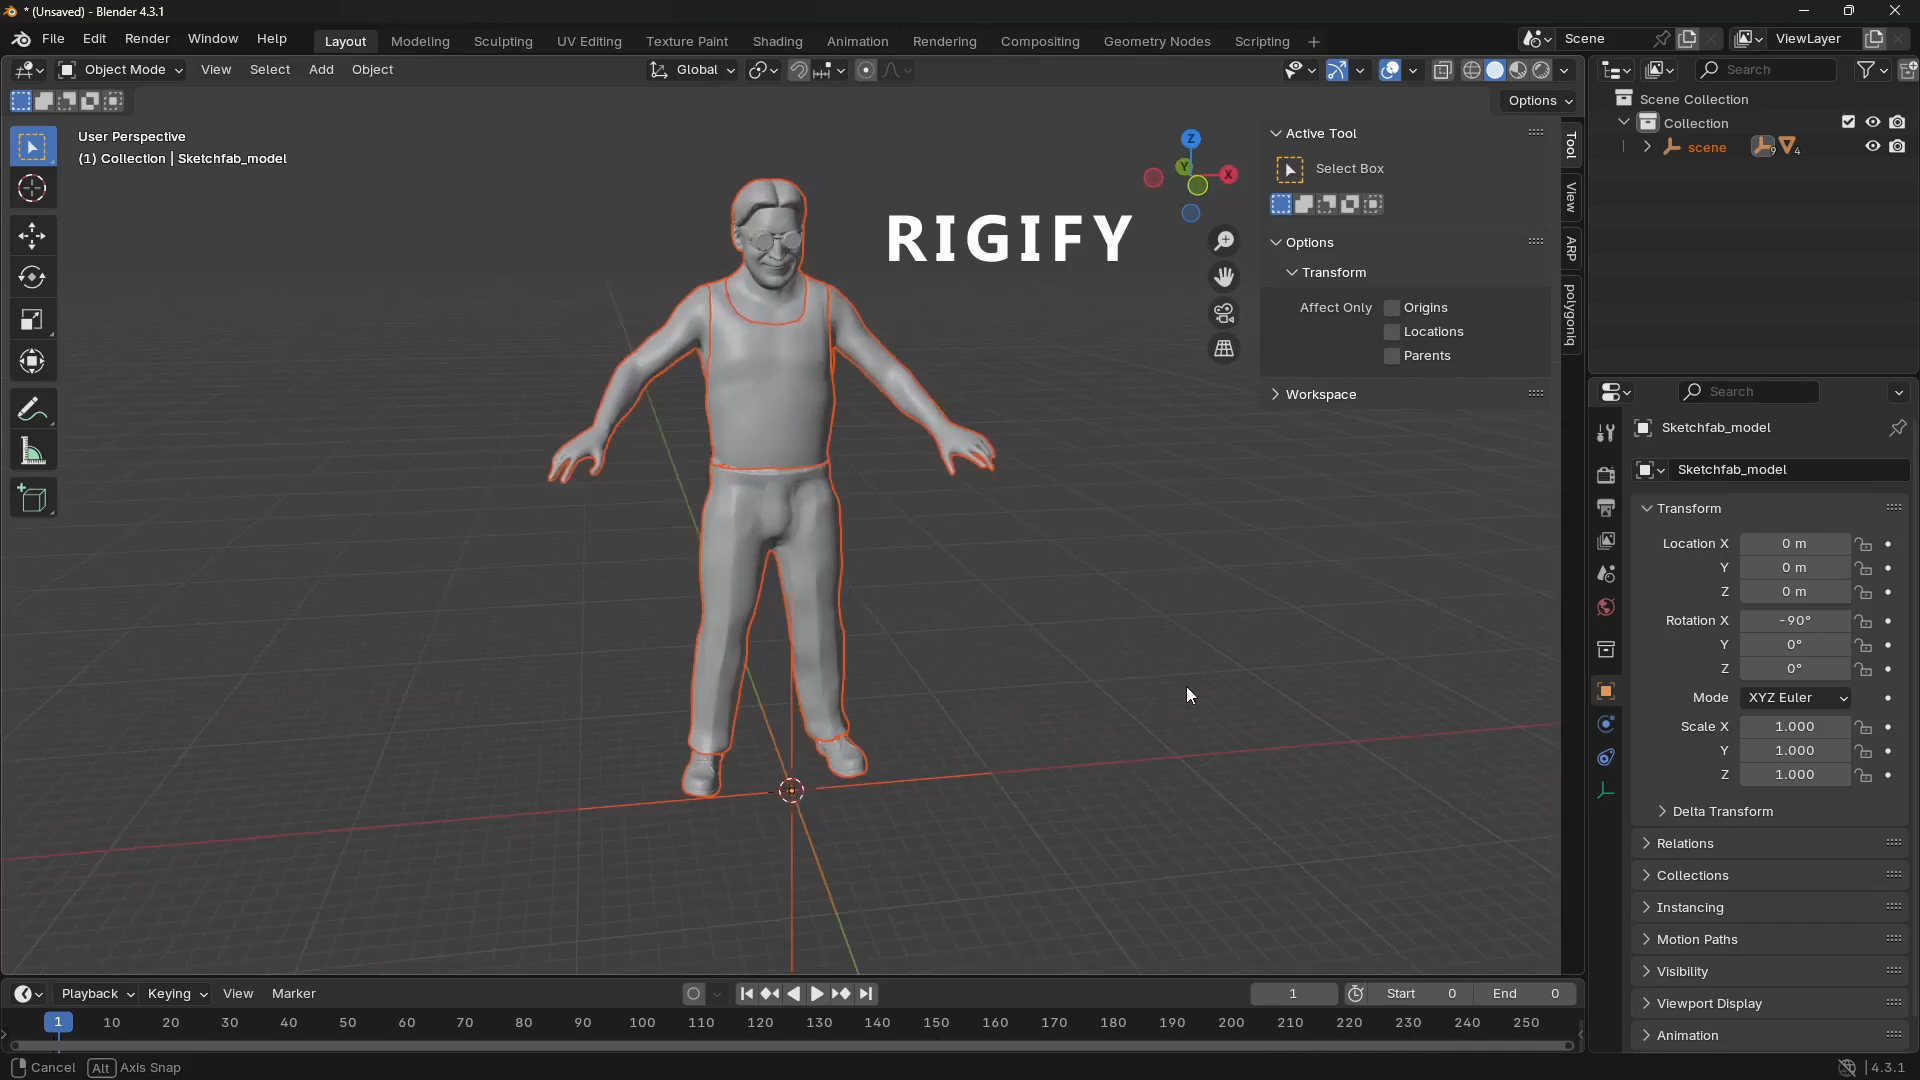 * (Unsaved) - Blender 4.3.1
File Edit Render Window Help Layout Modeling Sculpting UV Editing Texture Paint Shading Animation Rendering Compositing Geometry Nodes Scripting + Scene ViewLayer
Object Mode View Select Add Object Global Search
Options
Scene Collection
Collection
scene 9 4
User Perspective
(1) Collection | Sketchfab_model
RIGIFY
Z
Y
X
Active Tool
Select Box
Options
Transform
Affect Only Origins
Locations
Parents
Workspace
Tool
View
ARP
polygoniq
Search
Sketchfab_model
Sketchfab_model
Transform
Location X 0 m
Y 0 m
Z 0 m
Rotation X -90°
Y 0°
Z 0°
Mode XYZ Euler
Scale X 1.000
Y 1.000
Z 1.000
Delta Transform
Relations
Collections
Instancing
Motion Paths
Visibility
Viewport Display
Animation
Playback Keying View Marker 1 Start 0 End 0
1 10 20 30 40 50 60 70 80 90 100 110 120 130 140 150 160 170 180 190 200 210 220 230 240 250
Cancel Alt Axis Snap 4.3.1